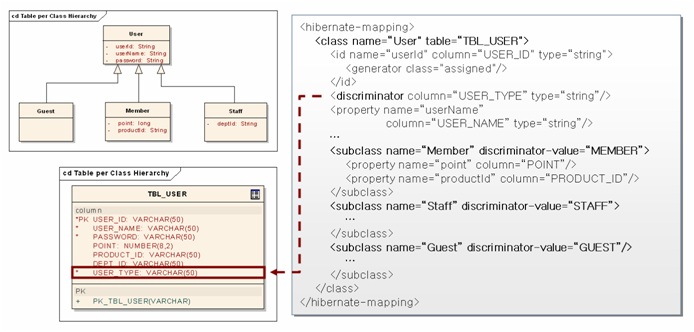 cd Table per Class Hierarchy
User
- userId: String
- userName: String
- password: String
Guest
Member
- point: long
- productId: String
Staff
- deptId: String
cd Table per Class Hierarchy
TBL_USER
column
*PK USER_ID: VARCHAR(50)
* USER_NAME: VARCHAR(50)
* PASSWORD: VARCHAR(50)
POINT: NUMBER(8,2)
PRODUCT_ID: VARCHAR(50)
DEPT_ID: VARCHAR(50)
* USER_TYPE: VARCHAR(50)
PK
+ PK_TBL_USER(VARCHAR)
<hibernate-mapping>
<class name="User" table="TBL_USER">
<id name="userId" column="USER_ID" type="string">
<generator class="assigned"/>
</id>
<discriminator column="USER_TYPE" type="string"/>
<property name="userName"
column="USER_NAME" type="string"/>
…
<subclass name="Member" discriminator-value="MEMBER">
<property name="point" column="POINT"/>
<property name="productId" column="PRODUCT_ID"/>
</subclass>
<subclass name="Staff" discriminator-value="STAFF">
…
</subclass>
<subclass name="Guest" discriminator-value="GUEST"/>
…
</subclass>
</class>
</hibernate-mapping>